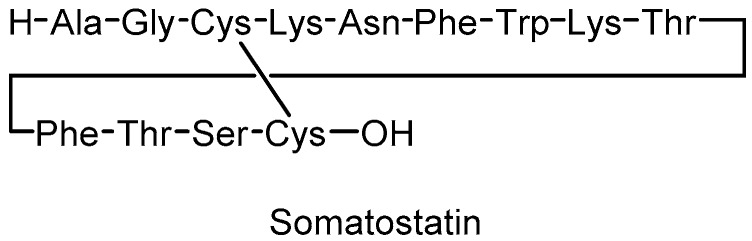 H-Ala-Gly-Cys-Lys-Asn-Phe-Trp-Lys-Thr
Phe-Thr-Ser-Cys-OH
Somatostatin